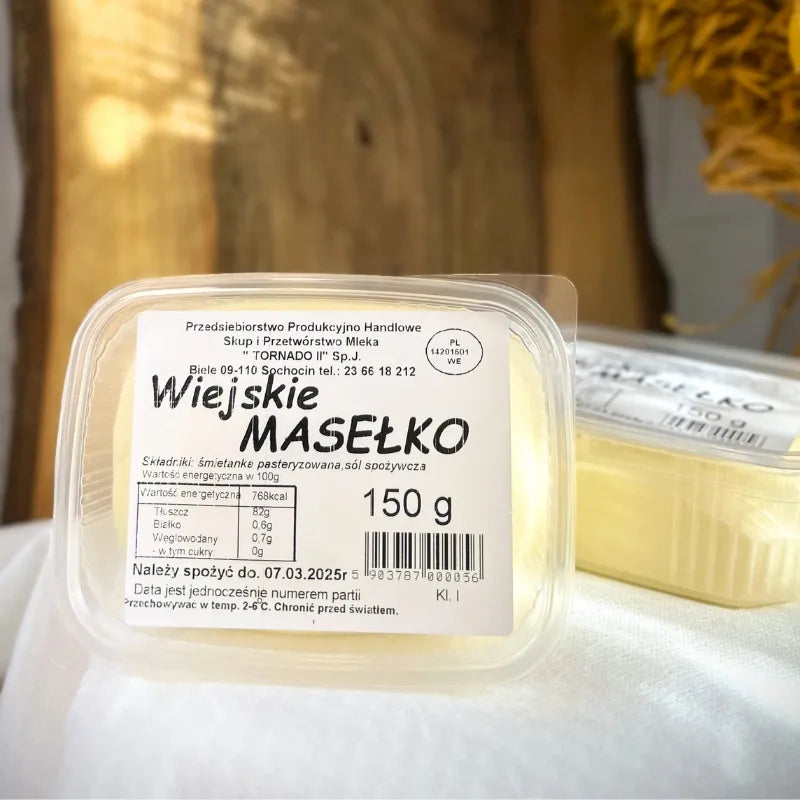 Przedsiebiorstwo Produkcyjno Handlowe
Skup i Przetwórstwo Mleka
" TORNADO II" Sp.J.
Biele 09-110 Sochocin tel.: 23 66 18 212
PL
14201601
WE
Wiejskie
MASEŁKO
Składniki: śmietanka pasteryzowana,sól spożywcza
Wartość energetyczna w 100g
Wartość energetyczna 768kcal
Tłuszcz 82g
Białko 0,6g
Węglowodany 0,7g
- w tym cukry 0g
150 g
5 903787 000056
Należy spożyć do. 07.03.2025r
Data jest jednocześnie numerem partii
Kl. I
Przechowywac w temp. 2-6°C. Chronić przed światłem.
MASEŁKO
150 g